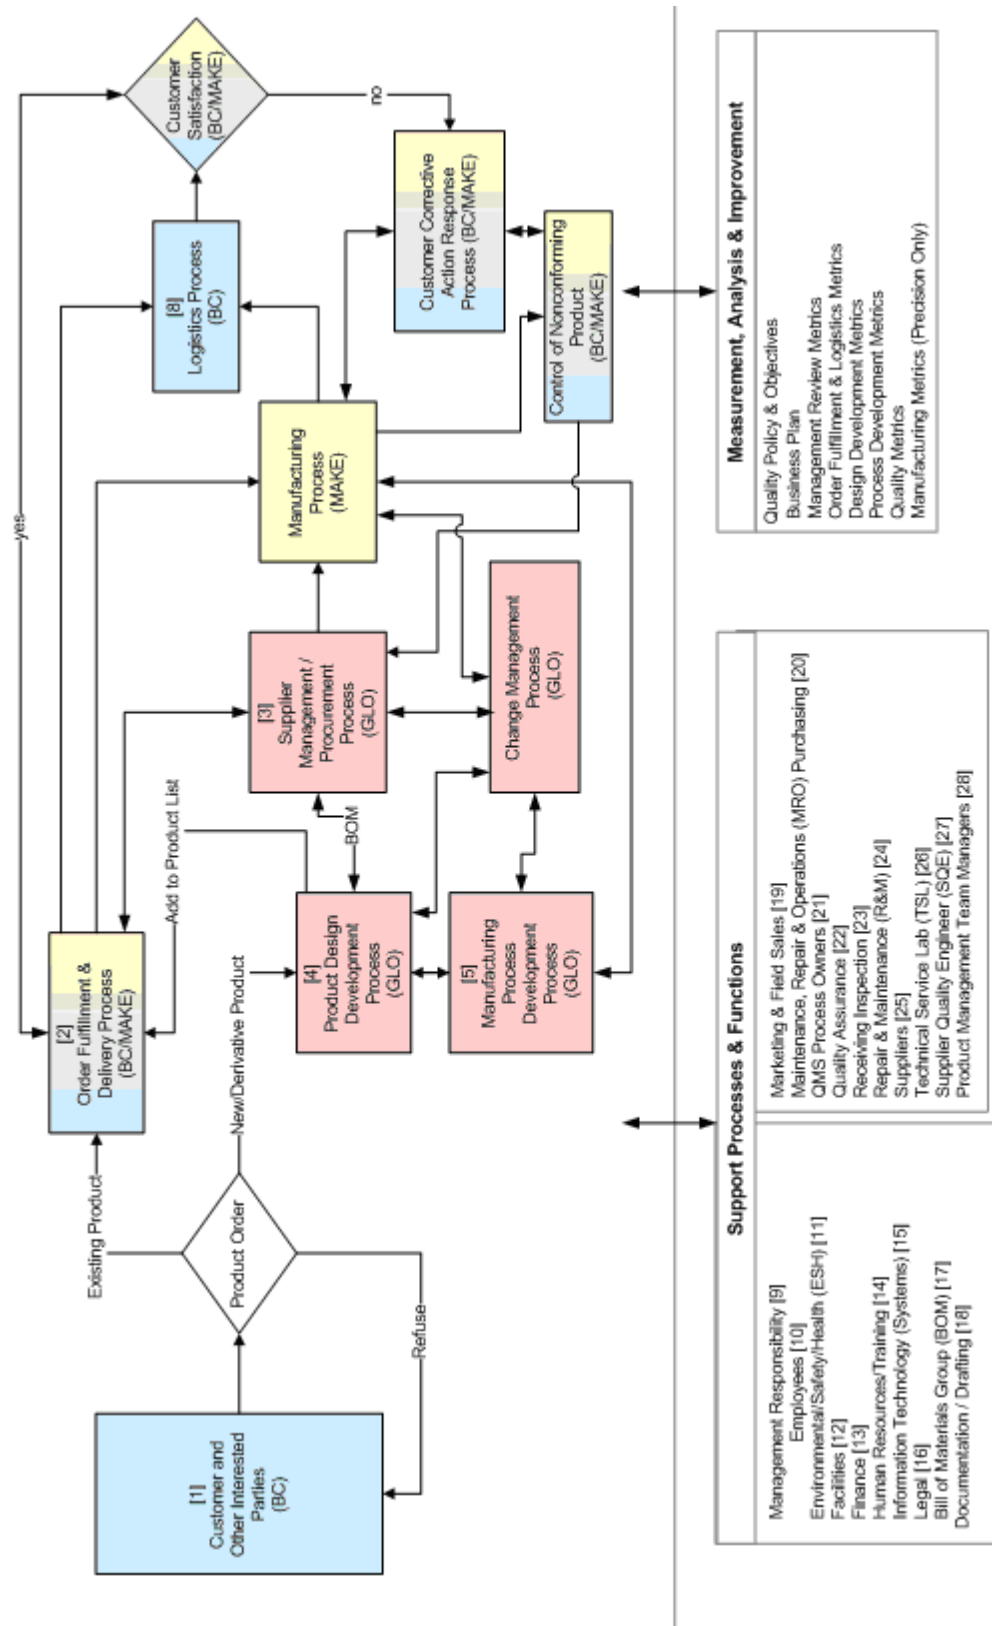 [1]
Customer and
Other Interested
Parties
(BC)
Product Order
Existing Product
New/Derivative Product
Refuse
[2]
Order Fulfillment &
Delivery Process
(BC/MAKE)
Add to Product List
yes
[4]
Product Design
Development
Process
(GLO)
[5]
Manufacturing
Process
Development
Process
(GLO)
BOM
[3]
Supplier
Management /
Procurement
Process
(GLO)
Change Management
Process
(GLO)
Manufacturing
Process
(MAKE)
[8]
Logistics Process
(BC)
Customer
Satisfaction
(BC/MAKE)
no
Customer Corrective
Action Response
Process (BC/MAKE)
Control of Nonconforming
Product
(BC/MAKE)
Support Processes & Functions
Management Responsibility [9]
Employees [10]
Environmental/Safety/Health (ESH) [11]
Facilities [12]
Finance [13]
Human Resources/Training [14]
Information Technology (Systems) [15]
Legal [16]
Bill of Materials Group (BOM) [17]
Documentation / Drafting [18]
Marketing & Field Sales [19]
Maintenance, Repair & Operations (MRO) Purchasing [20]
QMS Process Owners [21]
Quality Assurance [22]
Receiving Inspection [23]
Repair & Maintenance (R&M) [24]
Suppliers [25]
Technical Service Lab (TSL) [26]
Supplier Quality Engineer (SQE) [27]
Product Management Team Managers [28]
Measurement, Analysis & Improvement
Quality Policy & Objectives
Business Plan
Management Review Metrics
Order Fulfillment & Logistics Metrics
Design Development Metrics
Process Development Metrics
Quality Metrics
Manufacturing Metrics (Precision Only)